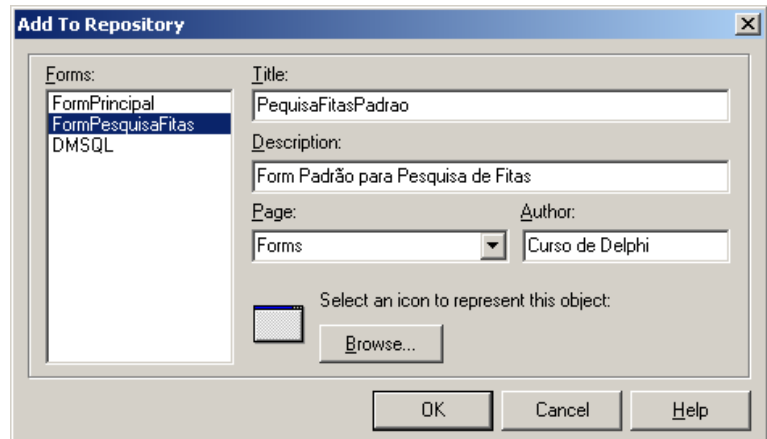 Add To Repository
Forms:
FormPrincipal
FormPesquisaFitas
DMSQL
Title:
PequisaFitasPadrao
Description:
Form Padrão para Pesquisa de Fitas
Page:
Author:
Forms
Curso de Delphi
Select an icon to represent this object:
Browse...
OK
Cancel
Help